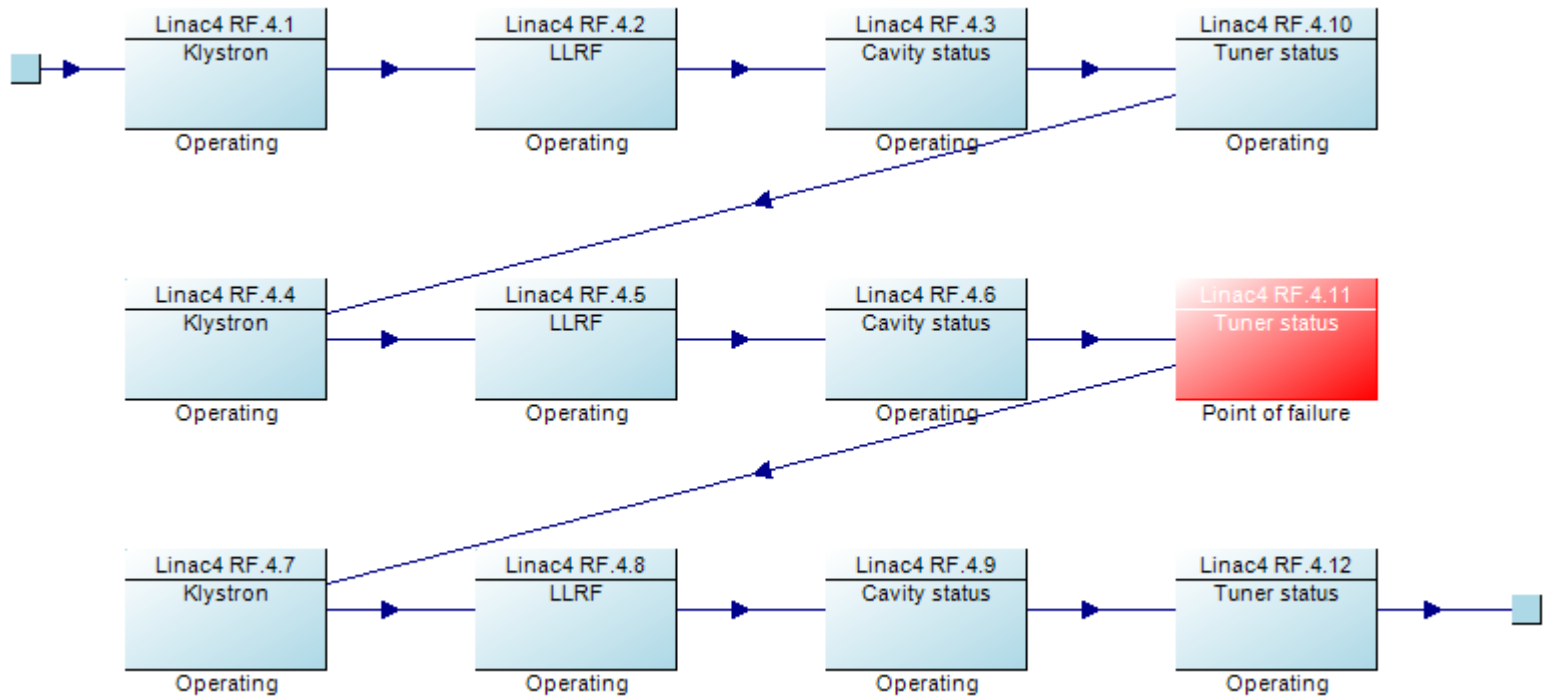 Linac4 RF.4.1
Klystron
Operating
Linac4 RF.4.2
LLRF
Operating
Linac4 RF.4.3
Cavity status
Operating
Linac4 RF.4.10
Tuner status
Operating
Linac4 RF.4.4
Klystron
Operating
Linac4 RF.4.5
LLRF
Operating
Linac4 RF.4.6
Cavity status
Operating
Linac4 RF.4.11
Tuner status
Point of failure
Linac4 RF.4.7
Klystron
Operating
Linac4 RF.4.8
LLRF
Operating
Linac4 RF.4.9
Cavity status
Operating
Linac4 RF.4.12
Tuner status
Operating